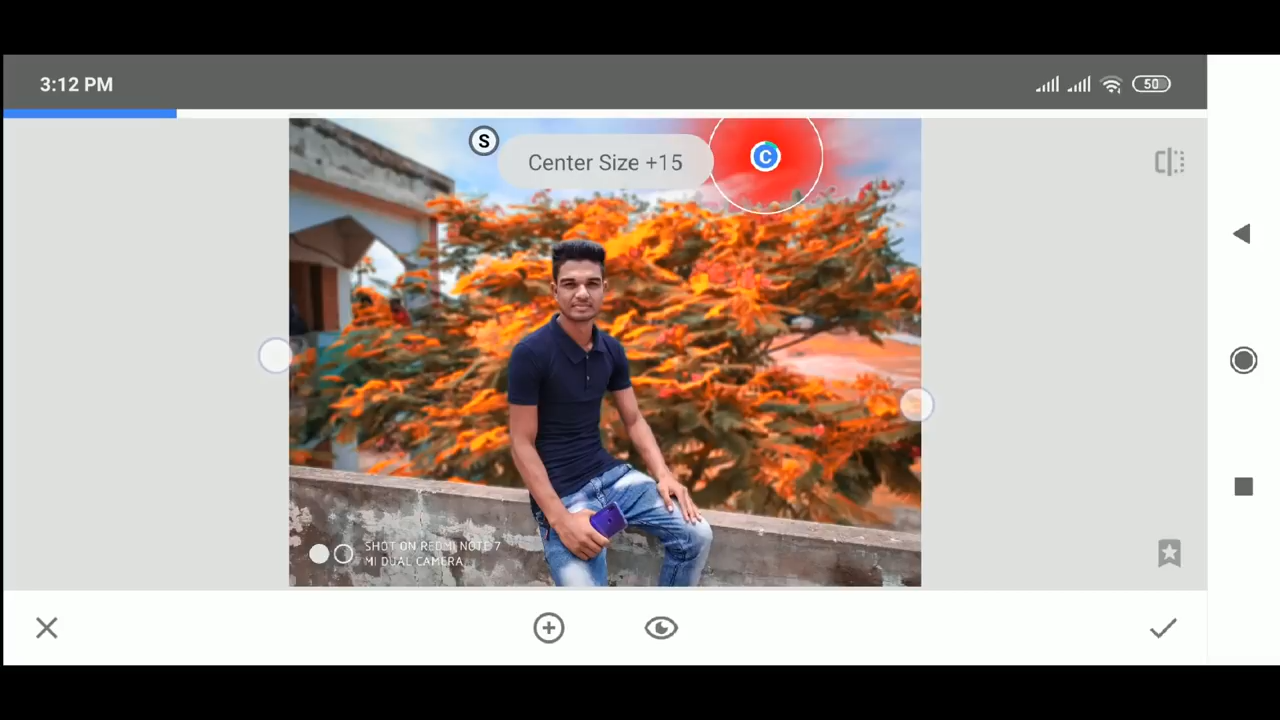 3:12 PM
50
S
Center Size +15
C
SHOT ON REDMI NOTE 7
MI DUAL CAMERA